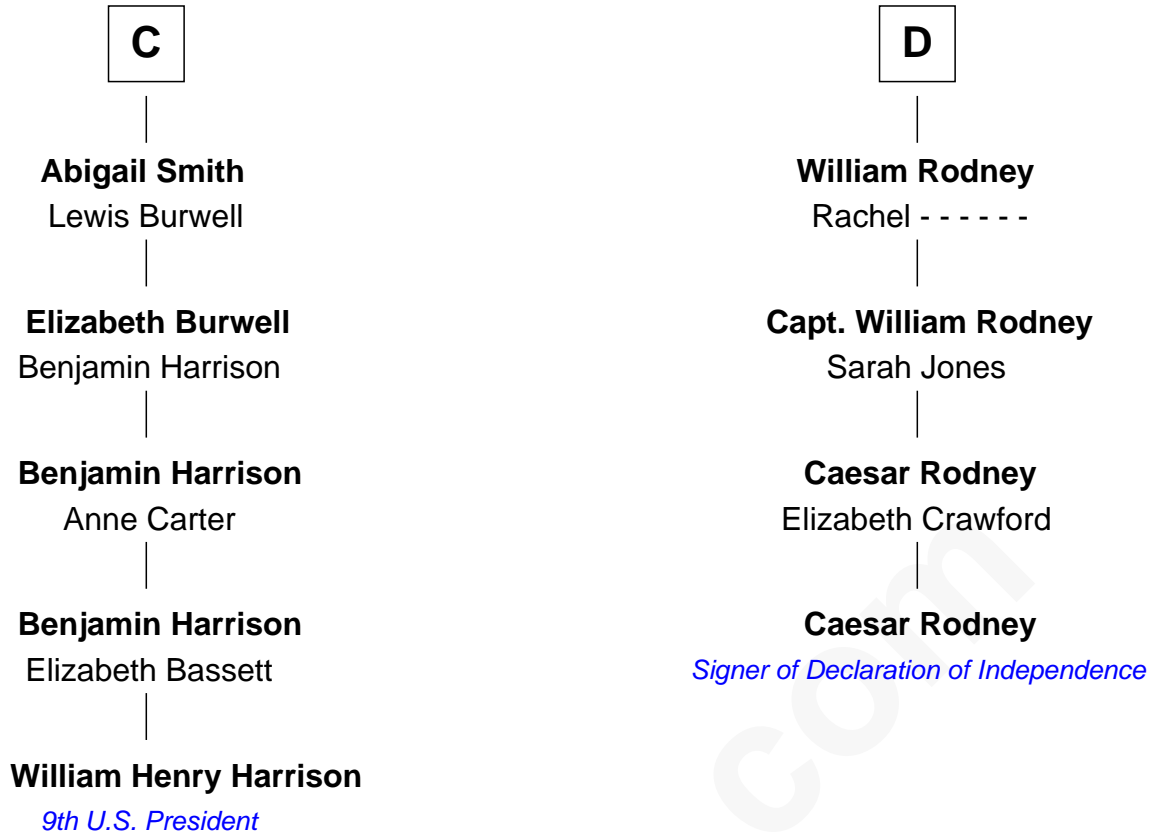 C
Abigail Smith
Lewis Burwell
Elizabeth Burwell
Benjamin Harrison
Benjamin Harrison
Anne Carter
Benjamin Harrison
Elizabeth Bassett
William Henry Harrison
9th U.S. President
D
William Rodney
Rachel - - - - - -
Capt. William Rodney
Sarah Jones
Caesar Rodney
Elizabeth Crawford
Caesar Rodney
Signer of Declaration of Independence
com